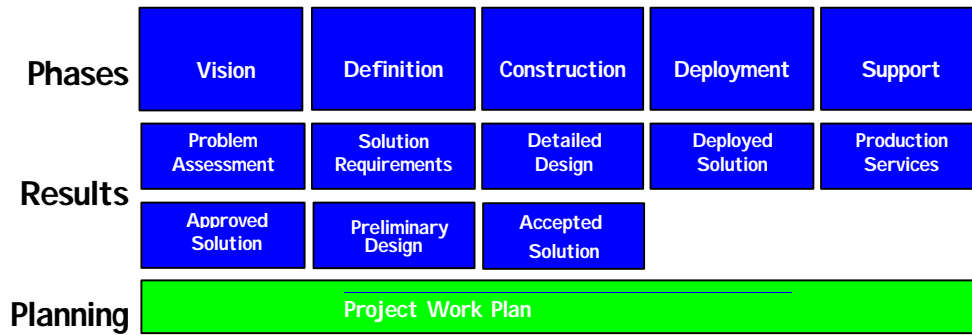 Phases
Vision
Definition
Construction
Deployment
Support
Results
Problem
Assessment
Solution
Requirements
Detailed
Design
Deployed
Solution
Production
Services
Approved
Solution
Preliminary
Design
Accepted
Solution
Planning
Project Work Plan